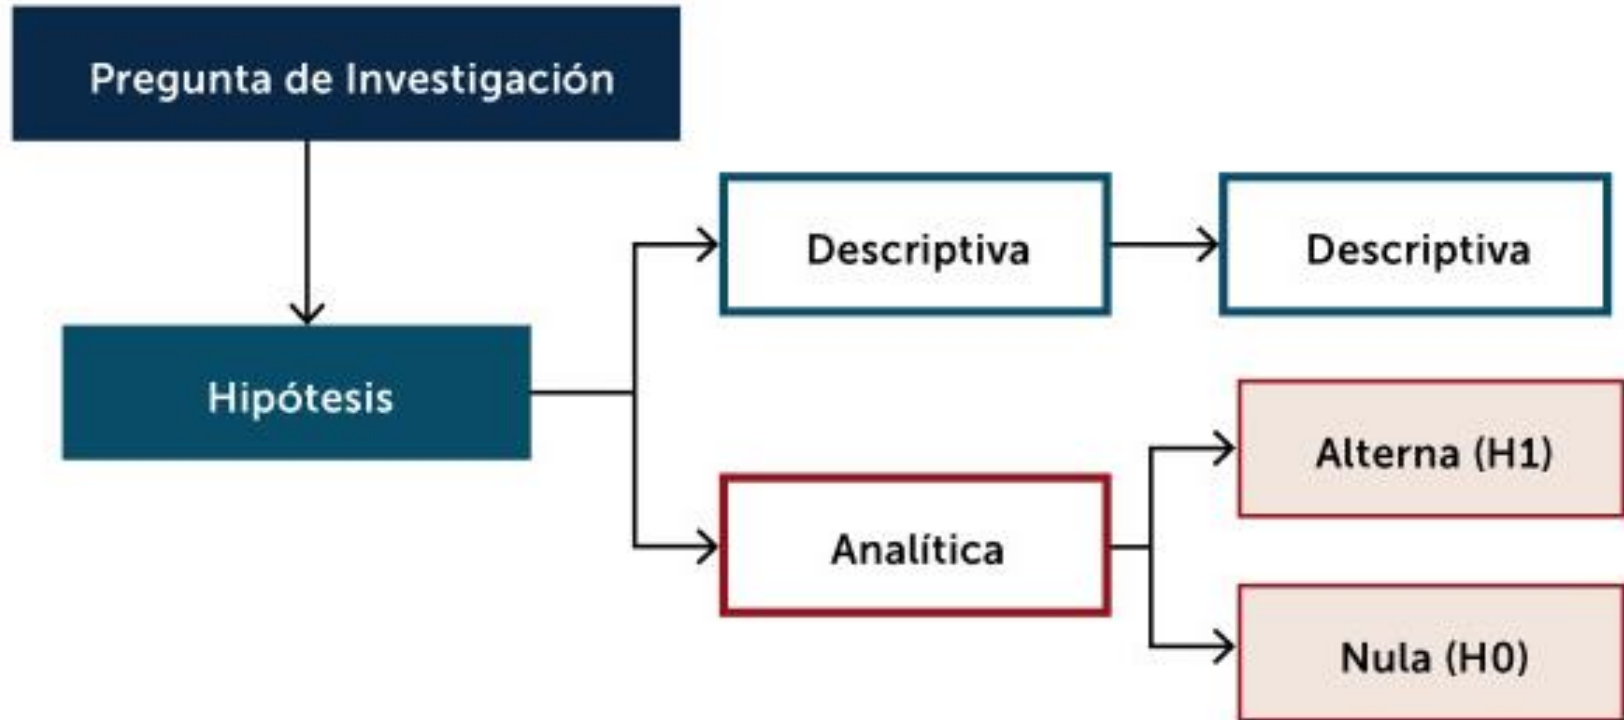 Pregunta de Investigación
Hipótesis
Descriptiva
Descriptiva
Analítica
Alterna (H1)
Nula (H0)